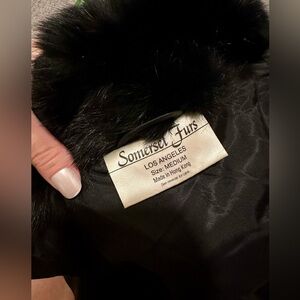 Somerset Furs
LOS ANGELES
Size: MEDIUM
Made in Hong Kong